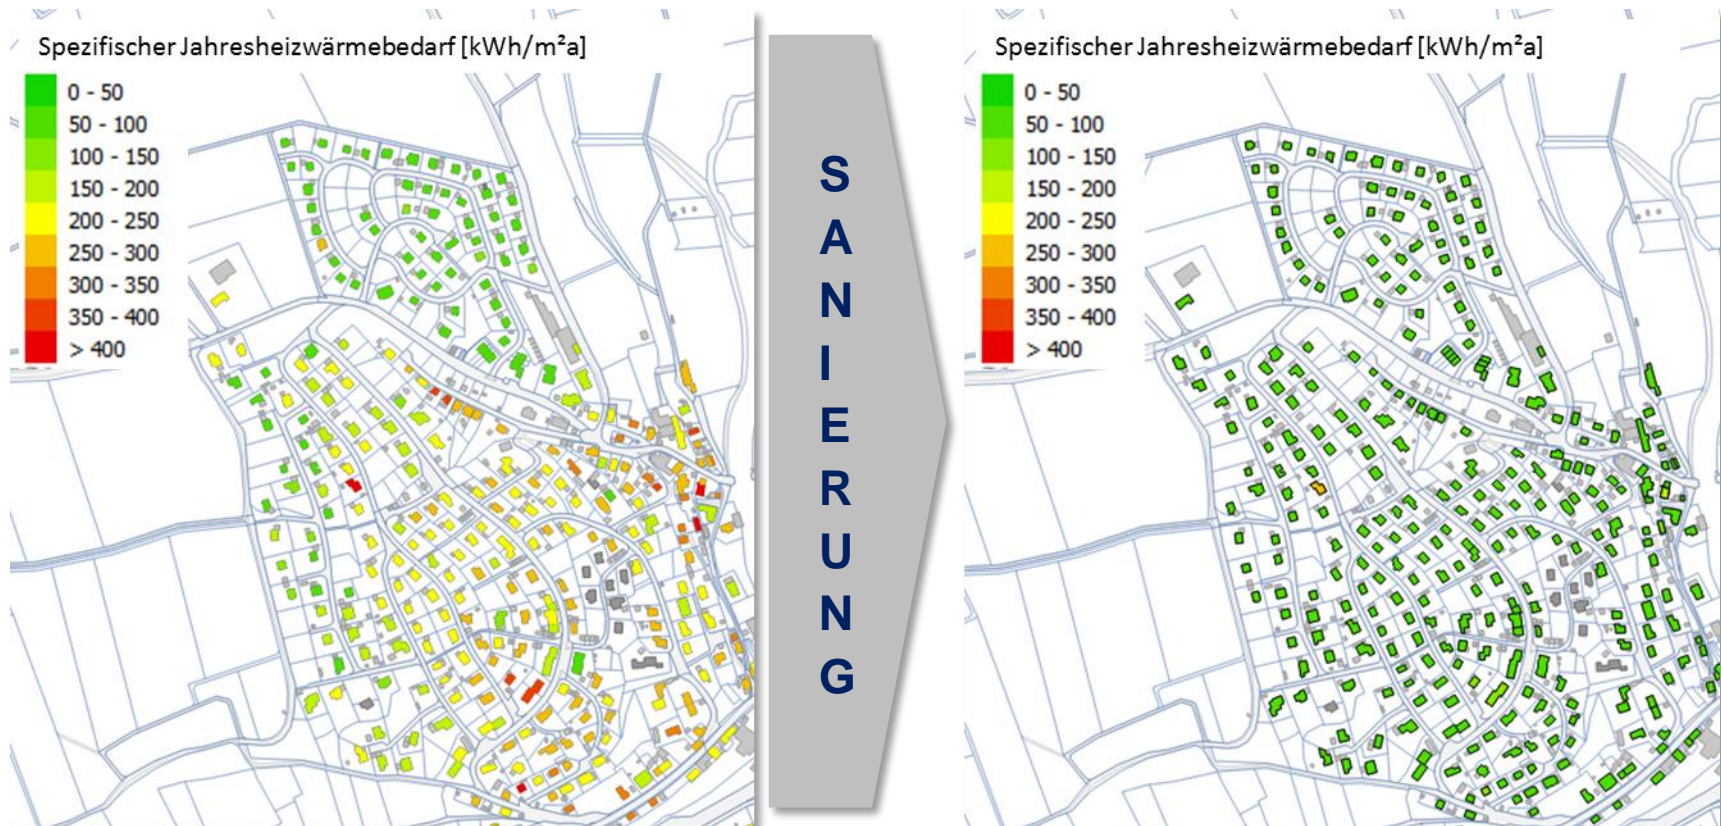 Spezifischer Jahresheizwärmebedarf [kWh/m²a]
0 - 50
50 - 100
100 - 150
150 - 200
200 - 250
250 - 300
300 - 350
350 - 400
> 400
S
A
N
I
E
R
U
N
G
Spezifischer Jahresheizwärmebedarf [kWh/m²a]
0 - 50
50 - 100
100 - 150
150 - 200
200 - 250
250 - 300
300 - 350
350 - 400
> 400